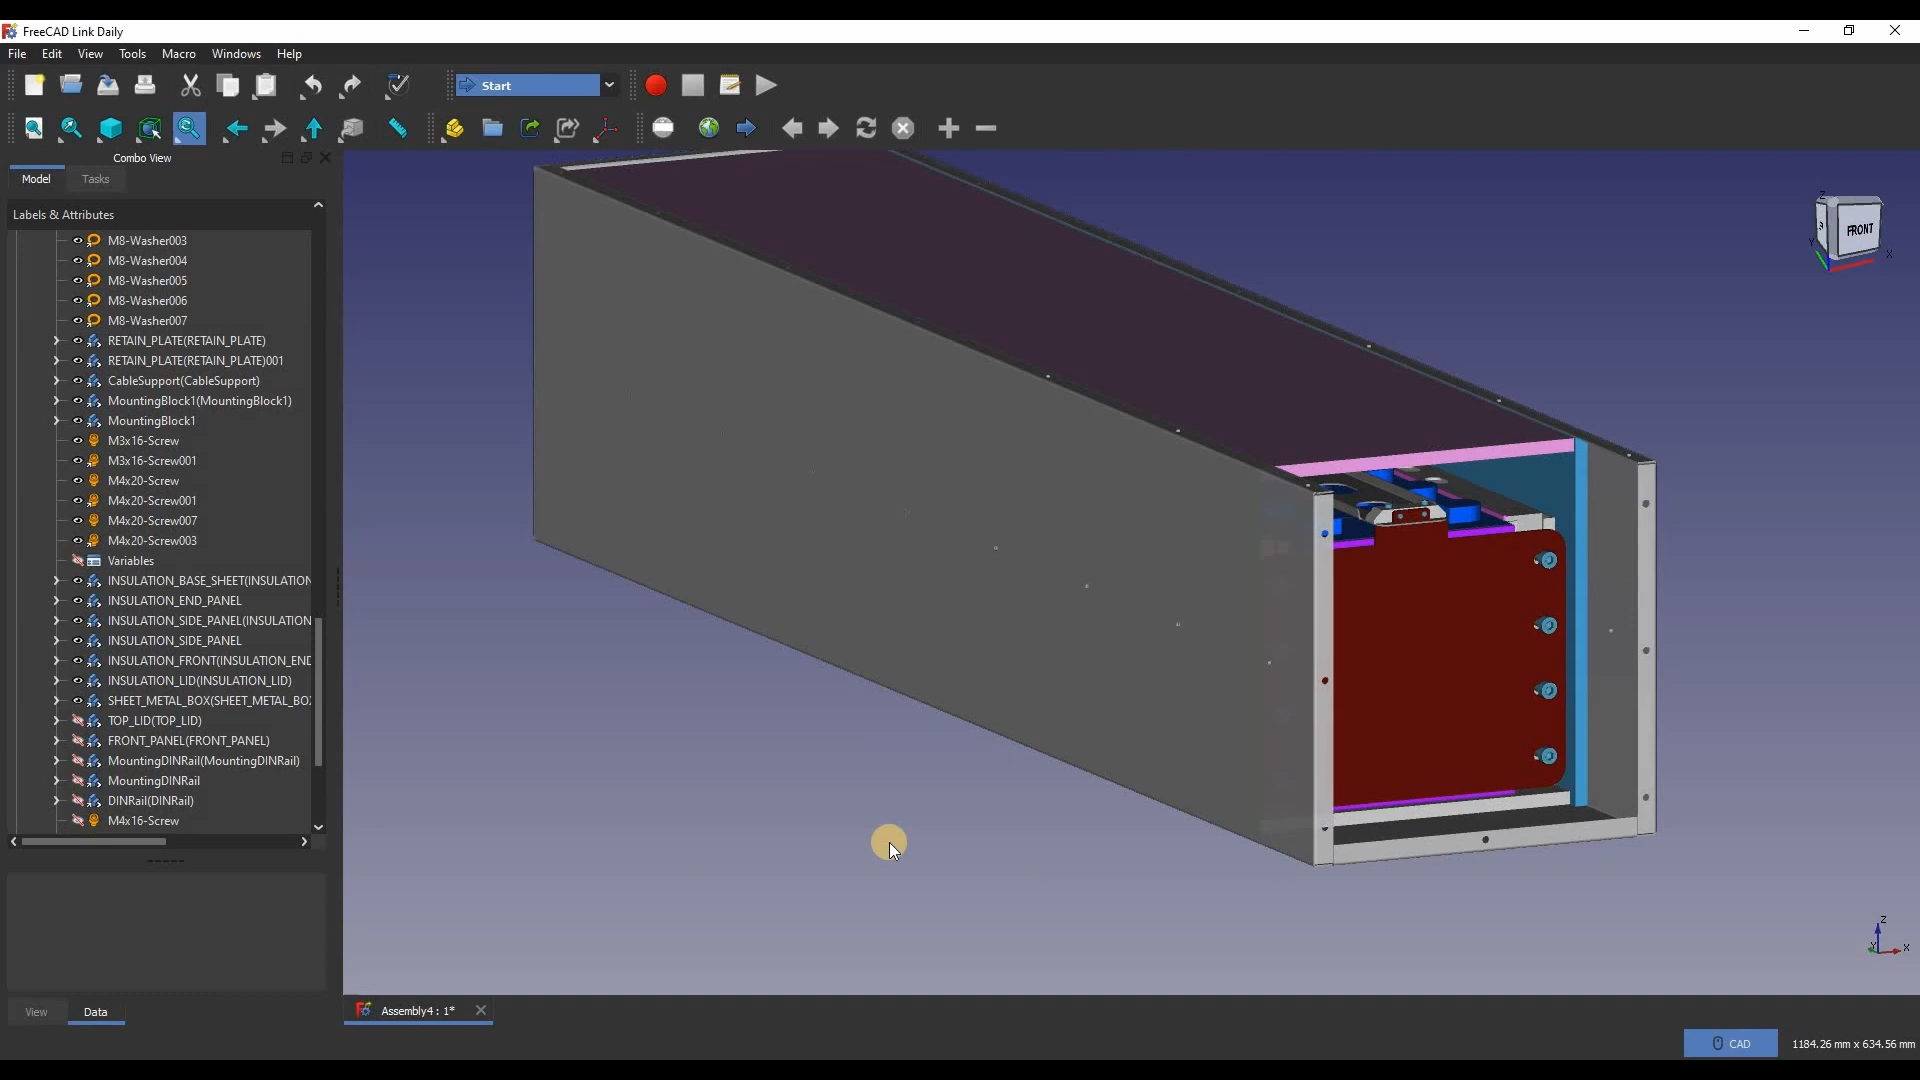 FreeCAD Link Daily
File Edit View Tools Macro Windows Help
Start
Combo View
Model Tasks
Labels & Attributes
M8-Washer003
M8-Washer004
M8-Washer005
M8-Washer006
M8-Washer007
RETAIN_PLATE(RETAIN_PLATE)
RETAIN_PLATE(RETAIN_PLATE)001
CableSupport(CableSupport)
MountingBlock1(MountingBlock1)
MountingBlock1
M3x16-Screw
M3x16-Screw001
M4x20-Screw
M4x20-Screw001
M4x20-Screw007
M4x20-Screw003
Variables
INSULATION_BASE_SHEET(INSULATION
INSULATION_END_PANEL
INSULATION_SIDE_PANEL(INSULATION
INSULATION_SIDE_PANEL
INSULATION_FRONT(INSULATION_END
INSULATION_LID(INSULATION_LID)
SHEET_METAL_BOX(SHEET_METAL_BO
TOP_LID(TOP_LID)
FRONT_PANEL(FRONT_PANEL)
MountingDINRail(MountingDINRail)
MountingDINRail
DINRail(DINRail)
M4x16-Screw
View Data
Z
FRONT
Y
X
Z
Y
X
Assembly4 : 1*
CAD
1184.26 mm x 634.56 mm